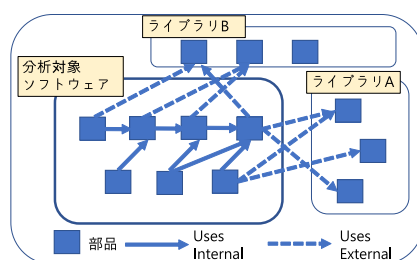 ライブラリB
分析対象
ソフトウェア
ライブラリA
部品
Uses
Internal
Uses
External